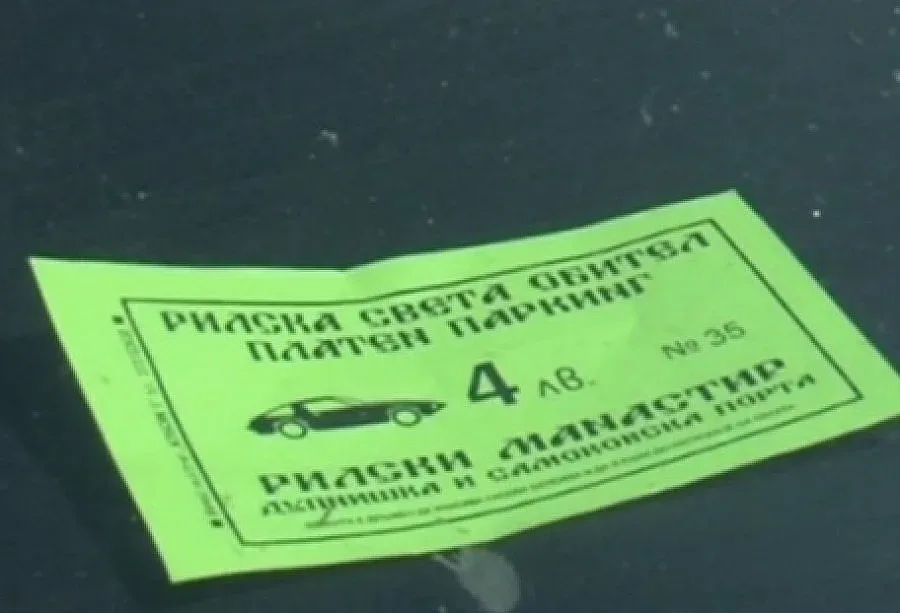 РИЛСКА СВЕТА ОБИТЕЛ
ПЛАТЕН ПАРКИНГ
4 лв.
№ 35
РИЛСКИ МАНАСТИР
ДУПНИШКА И САМОКОВСКА ПОРТА